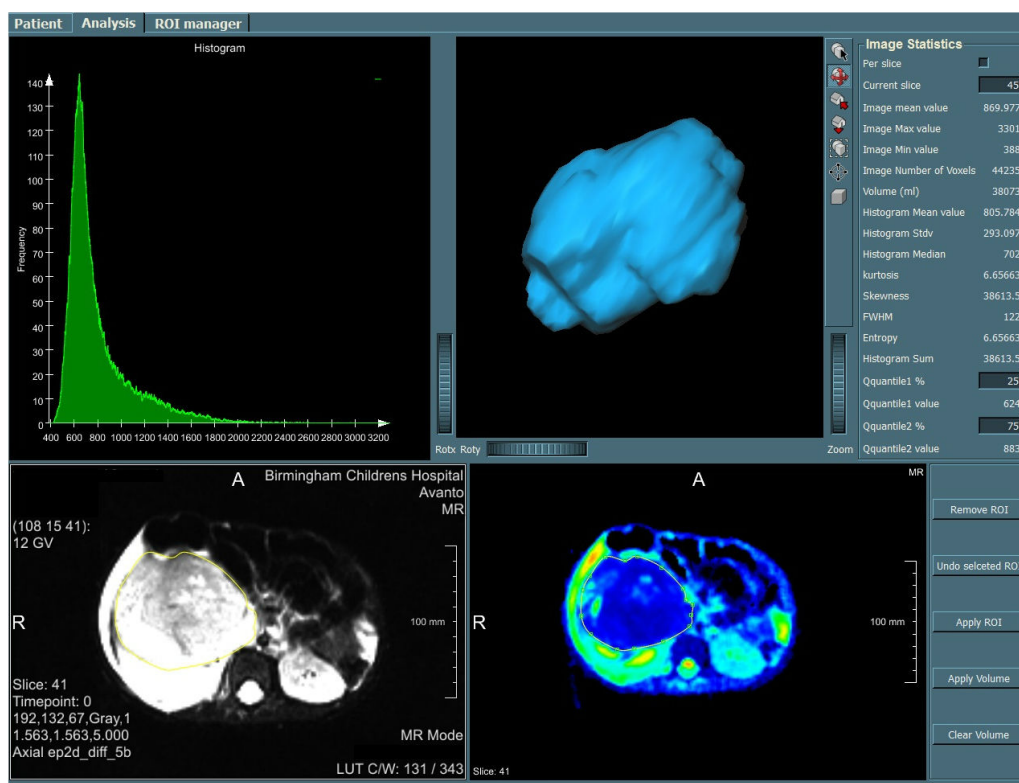 Patient Analysis ROI manager
Histogram
Frequency
140
130
120
110
100
90
80
70
60
50
40
30
20
10
0
400 600 800 1000 1200 1400 1600 1800 2000 2200 2400 2600 2800 3000 3200
Rotx Roty Zoom
Image Statistics
Per slice
Current slice 45
Image mean value 869.977
Image Max value 3301
Image Min value 388
Image Number of Voxels 44235
Volume (ml) 38073
Histogram Mean value 805.784
Histogram Stdv 293.097
Histogram Median 702
kurtosis 6.65663
Skewness 38613.5
FWHM 122
Entropy 6.65663
Histogram Sum 38613.5
Qquantile1 % 25
Qquantile1 value 624
Qquantile2 % 75
Qquantile2 value 883
A
Birmingham Childrens Hospital
Avanto
MR
(108 15 41):
12 GV
R
100 mm
Slice: 41
Timepoint: 0
192,132,67,Gray,1
1.563,1.563,5.000
Axial ep2d_diff_5b
MR Mode
LUT C/W: 131 / 343
A
MR
R
100 mm
Slice: 41
Remove ROI
Undo selceted ROI
Apply ROI
Apply Volume
Clear Volume